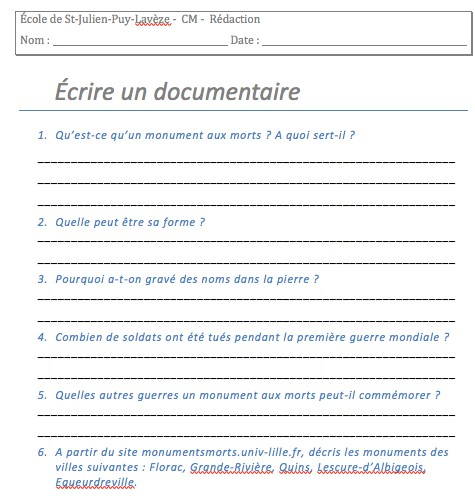 École de St-Julien-Puy-Lavèze - CM - Rédaction
Nom : ______________________________ Date : ___________________________________
Écrire un documentaire
1. Qu'est-ce qu'un monument aux morts ? A quoi sert-il ?
2. Quelle peut être sa forme ?
3. Pourquoi a-t-on gravé des noms dans la pierre ?
4. Combien de soldats ont été tués pendant la première guerre mondiale ?
5. Quelles autres guerres un monument aux morts peut-il commémorer ?
6. A partir du site monumentsmorts.univ-lille.fr, décris les monuments des
villes suivantes : Florac, Grande-Rivière, Quins, Lescure-d'Albigeois,
Equeurdreville.